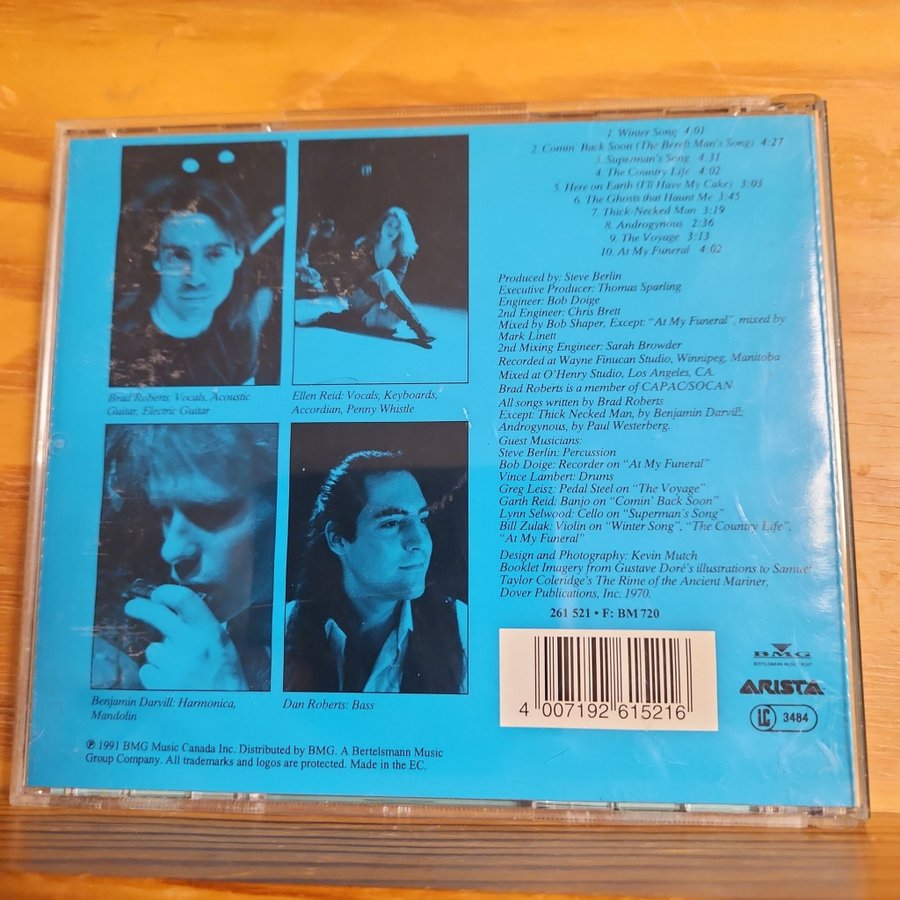 1. Winter Song 4:01
2. Comin' Back Soon (The Bereft Man's Song) 4:27
3. Superman's Song 4:31
4. The Country Life 4:02
5. Here on Earth (I'll Have My Cake) 3:03
6. The Ghosts that Haunt Me 3:45
7. Thick-Necked Man 3:19
8. Androgynous 2:36
9. The Voyage 3:13
10. At My Funeral 4:02
Produced by: Steve Berlin
Executive Producer: Thomas Sparling
Engineer: Bob Doige
2nd Engineer: Chris Brett
Mixed by Bob Shaper, Except: "At My Funeral", mixed by
Mark Linett
2nd Mixing Engineer: Sarah Browder
Recorded at Wayne Finucan Studio, Winnipeg, Manitoba
Mixed at O'Henry Studio, Los Angeles, CA.
Brad Roberts is a member of CAPAC/SOCAN
All songs written by Brad Roberts
Except: Thick Necked Man, by Benjamin Darvill;
Androgynous, by Paul Westerberg.
Guest Musicians:
Steve Berlin: Percussion
Bob Doige: Recorder on "At My Funeral"
Vince Lambert: Drums
Greg Leisz: Pedal Steel on "The Voyage"
Garth Reid: Banjo on "Comin' Back Soon"
Lynn Selwood: Cello on "Superman's Song"
Bill Zulak: Violin on "Winter Song", "The Country Life",
"At My Funeral"
Design and Photography: Kevin Mutch
Booklet Imagery from Gustave Doré's illustrations to Samuel
Taylor Coleridge's The Rime of the Ancient Mariner,
Dover Publications, Inc. 1970.
261 521 • F: BM 720
4 007192 615216
BMG
BERTELSMANN MUSIC GROUP
ARISTA
LC 3484
Brad Roberts: Vocals, Acoustic
Guitar, Electric Guitar
Ellen Reid: Vocals, Keyboards,
Accordian, Penny Whistle
Benjamin Darvill: Harmonica,
Mandolin
Dan Roberts: Bass
℗ 1991 BMG Music Canada Inc. Distributed by BMG. A Bertelsmann Music
Group Company. All trademarks and logos are protected. Made in the EC.